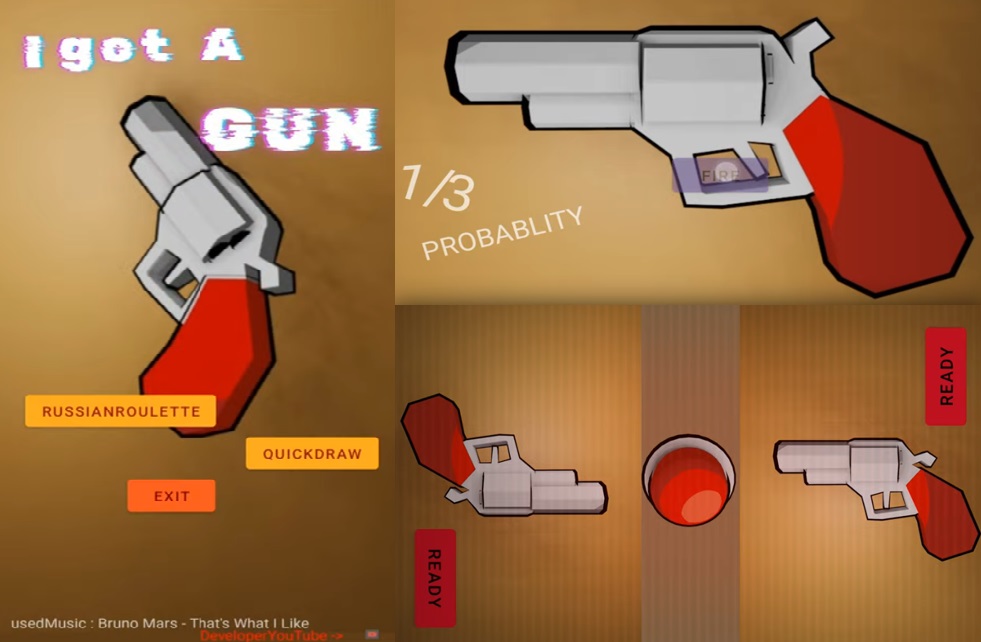 I got A
GUN
RUSSIANROULETTE
QUICKDRAW
EXIT
usedMusic : Bruno Mars - That's What I Like
DeveloperYouTube ->
1/3
PROBABLITY
FIRE
READY
READY